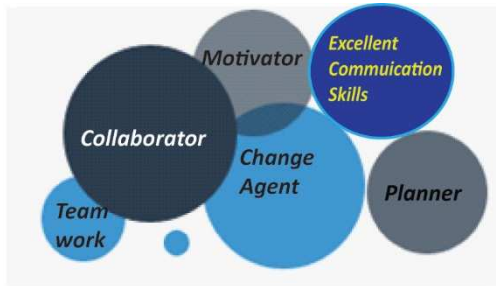 Motivator
Excellent
Commuication
Skills
Collaborator
Change
Agent
Planner
Team
work